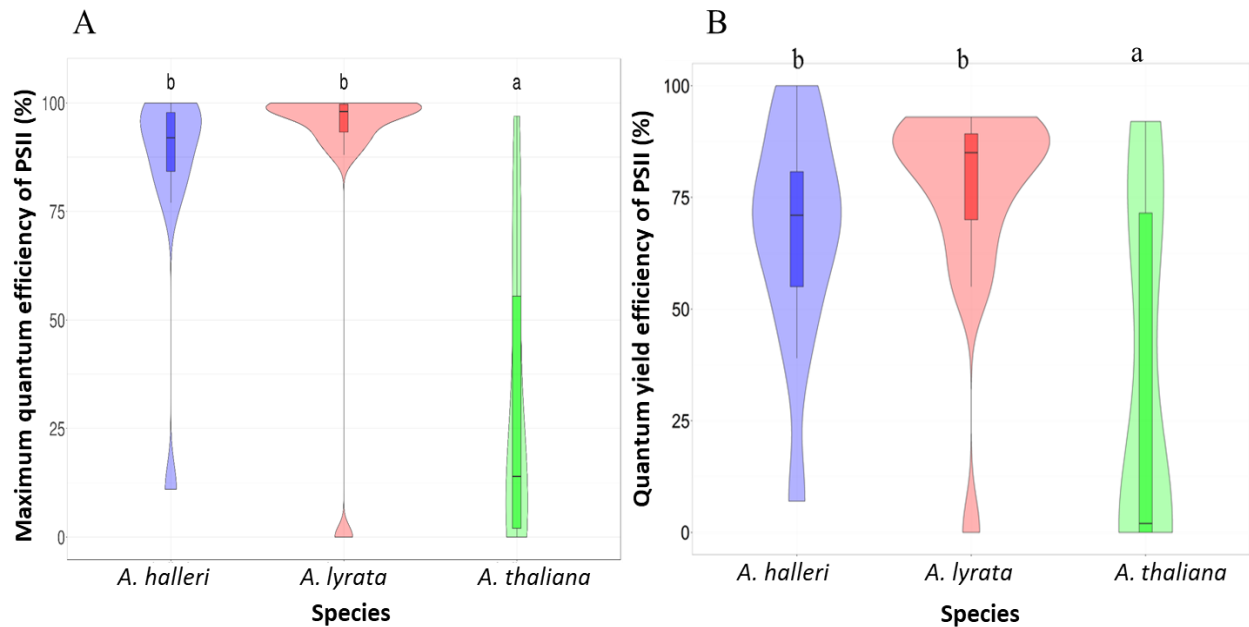 A
b
b
a
Maximum quantum efficiency of PSII (%)
100
75
50
25
0
A. halleri
A. lyrata
A. thaliana
Species
B
b
b
a
Quantum yield efficiency of PSII (%)
100
75
50
25
0
A. halleri
A. lyrata
A. thaliana
Species